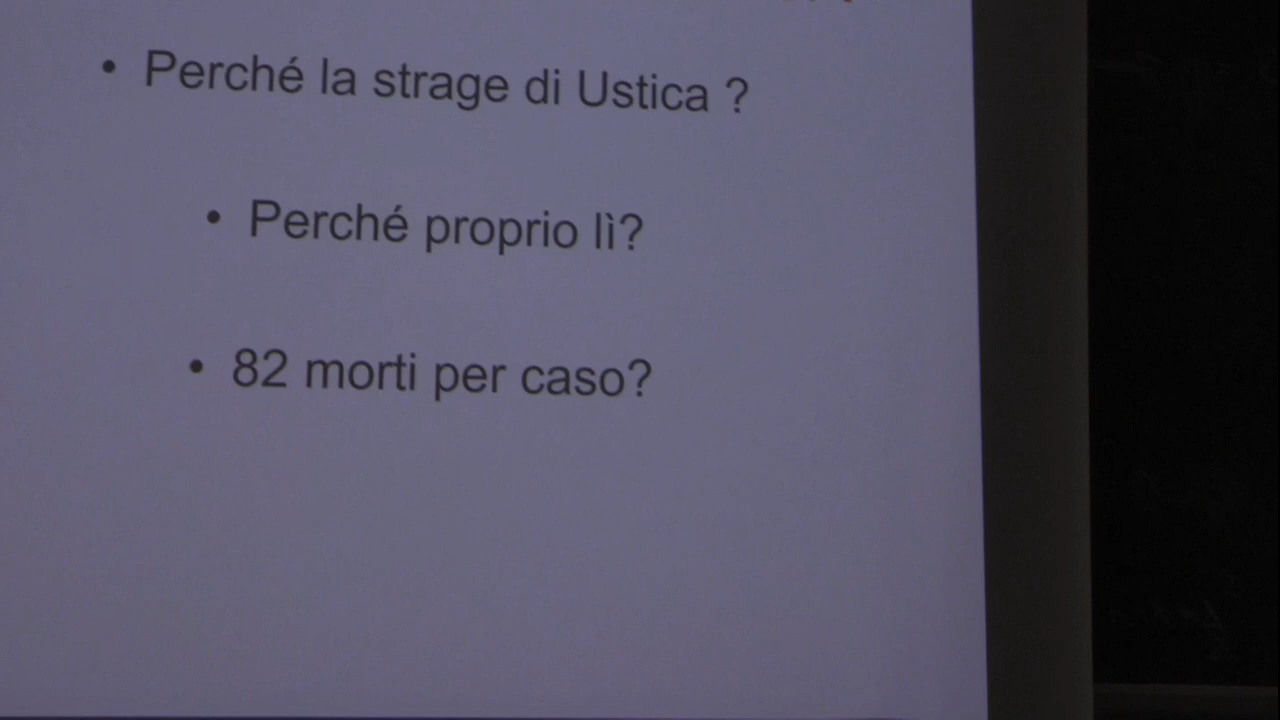 • Perché la strage di Ustica ?
• Perché proprio lì?
• 82 morti per caso?